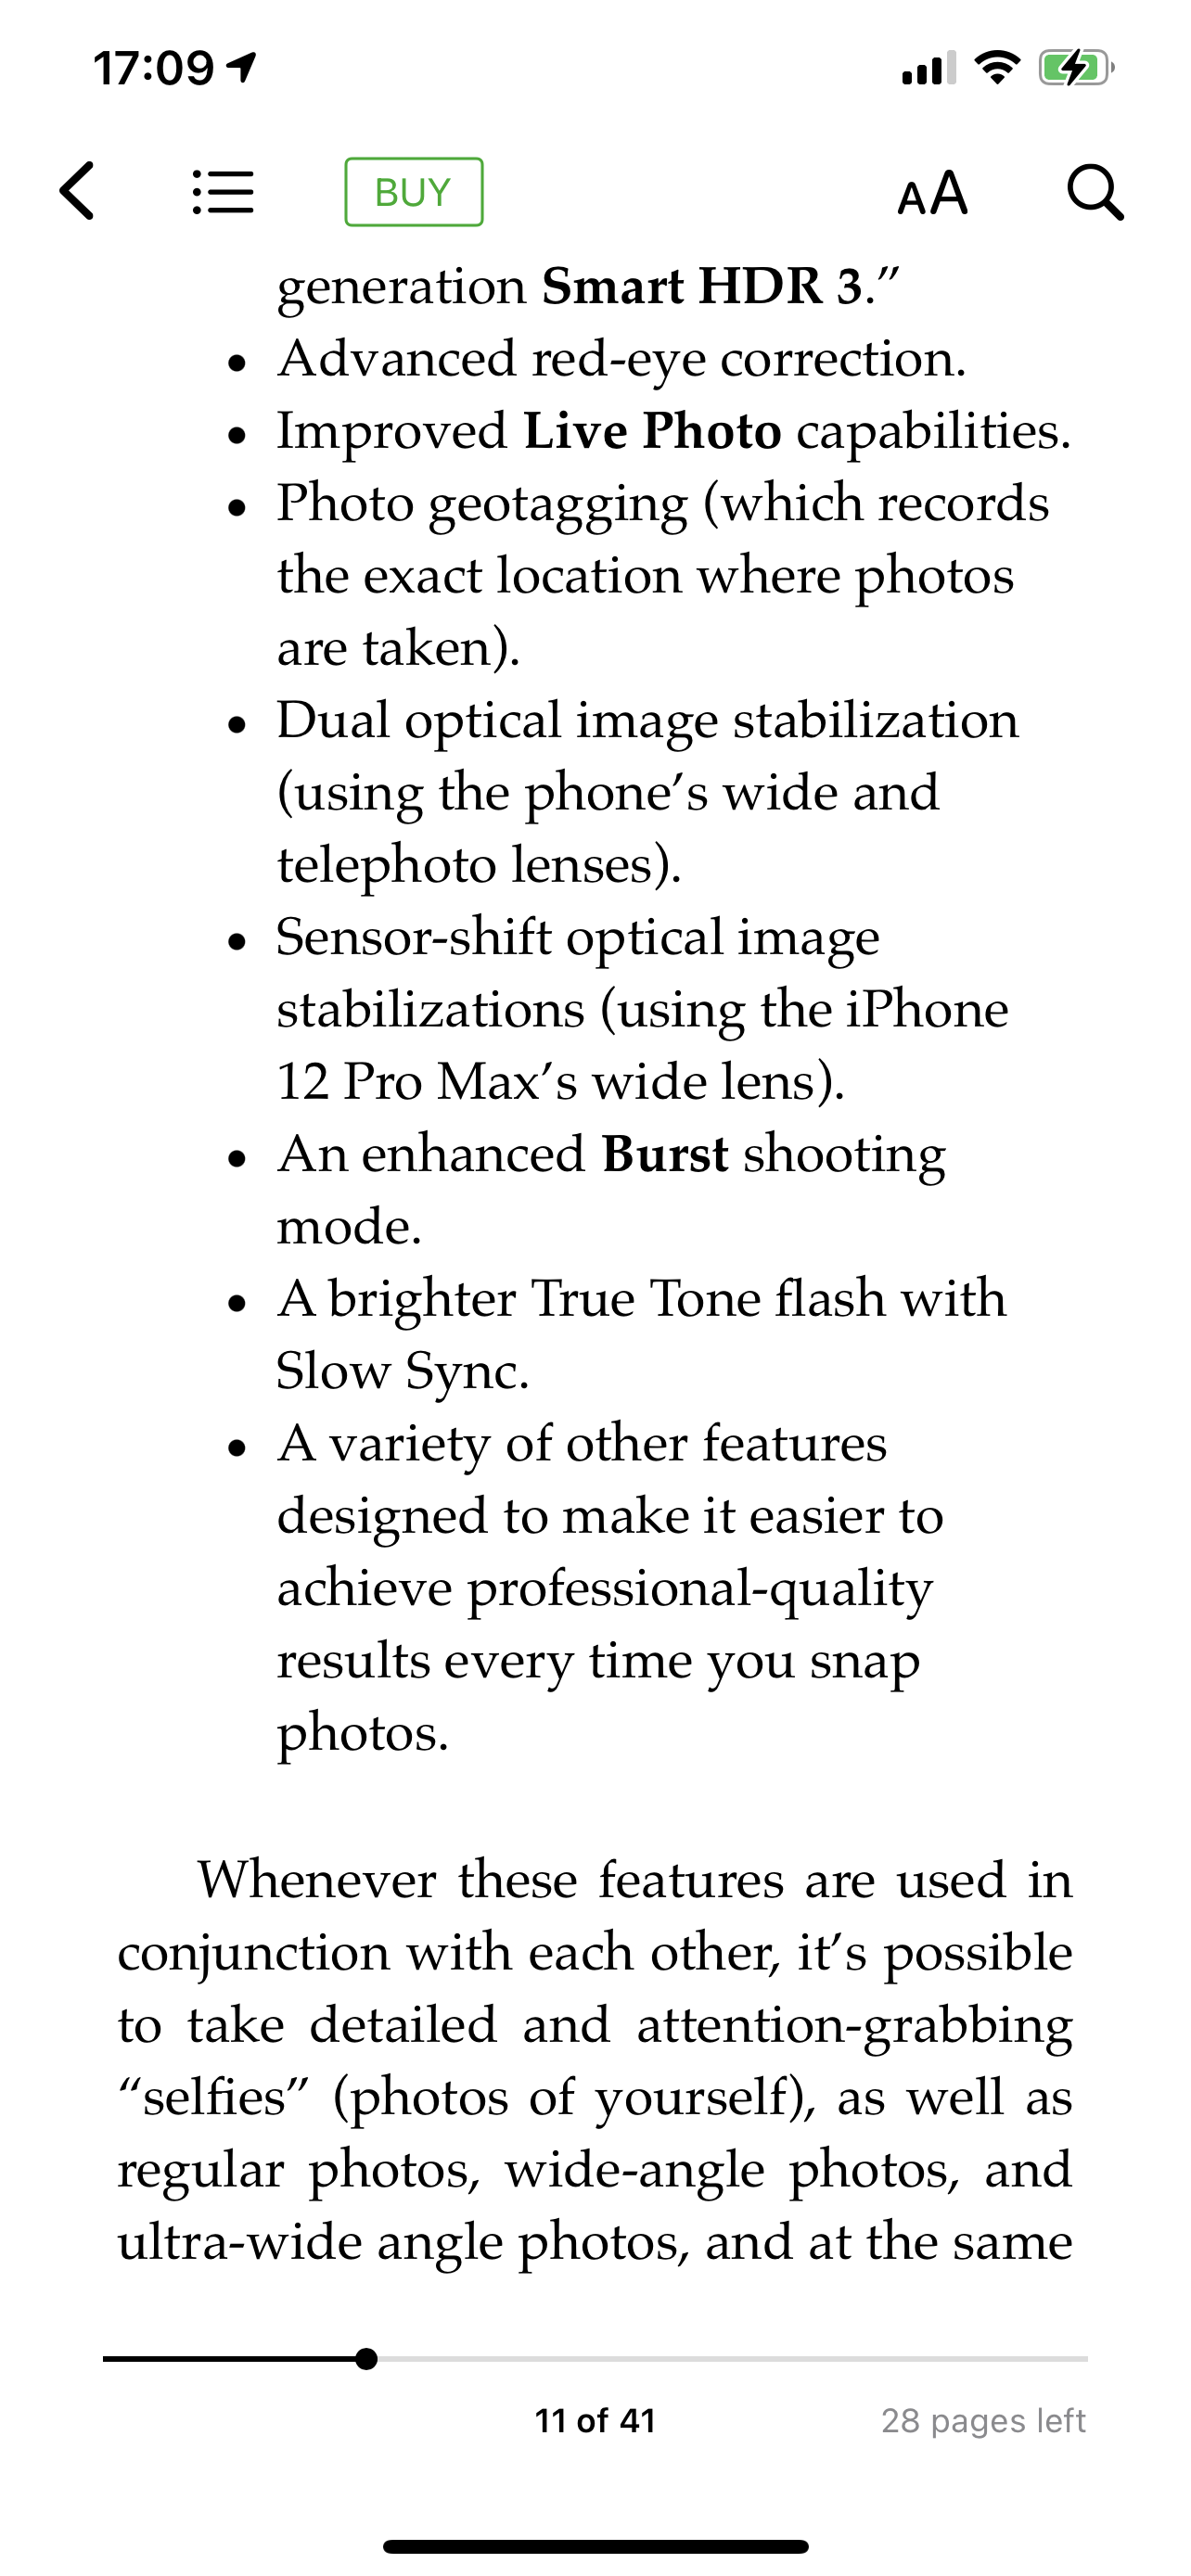 17:09
BUY
AA
generation Smart HDR 3.”
• Advanced red-eye correction.
• Improved Live Photo capabilities.
• Photo geotagging (which records
the exact location where photos
are taken).
• Dual optical image stabilization
(using the phone’s wide and
telephoto lenses).
• Sensor-shift optical image
stabilizations (using the iPhone
12 Pro Max’s wide lens).
• An enhanced Burst shooting
mode.
• A brighter True Tone flash with
Slow Sync.
• A variety of other features
designed to make it easier to
achieve professional-quality
results every time you snap
photos.
Whenever these features are used in
conjunction with each other, it’s possible
to take detailed and attention-grabbing
“selfies” (photos of yourself), as well as
regular photos, wide-angle photos, and
ultra-wide angle photos, and at the same
11 of 41
28 pages left